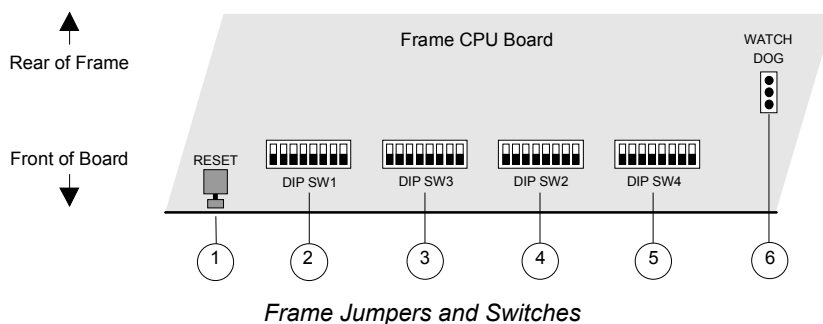 Frame CPU Board
WATCH
DOG
Rear of Frame
Front of Board
RESET
DIP SW1
DIP SW3
DIP SW2
DIP SW4
1
2
3
4
5
6
Frame Jumpers and Switches